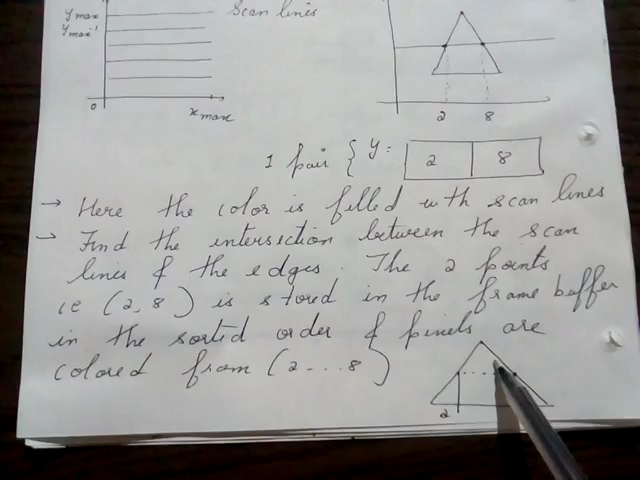 ymax
Scan lines
ymax-1
0
xmax
2 8
1 pair { y: 2 8
→ Here the color is filled with scan lines
→ Find the intersection between the scan
lines & the edges. The 2 points
ie (2, 8) is stored in the frame buffer
in the sorted order & pixels are
colored from (2 ... 8)
2